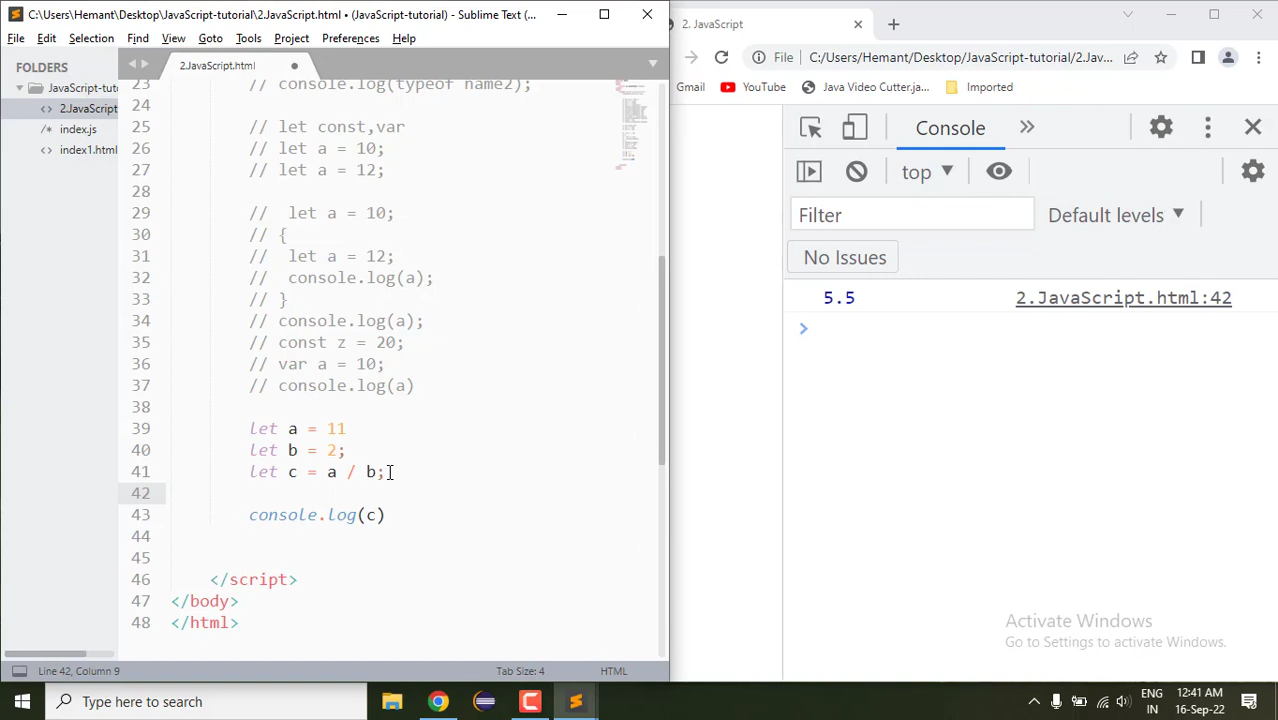 C:\Users\Hemant\Desktop\JavaScript-tutorial\2.JavaScript.html • (JavaScript-tutorial) - Sublime Text (...
File Edit Selection Find View Goto Tools Project Preferences Help
FOLDERS
JavaScript-tutorial
2.JavaScript
index.js
index1.html
2.JavaScript.html
23 // console.log(typeof name2);
24
25 // let const,var
26 // let a = 10;
27 // let a = 12;
28
29 //  let a = 10;
30 // {
31 //  let a = 12;
32 //  console.log(a);
33 // }
34 // console.log(a);
35 // const z = 20;
36 // var a = 10;
37 // console.log(a)
38
39 let a = 11
40 let b = 2;
41 let c = a / b;
42
43 console.log(c)
44
45
46 </script>
47 </body>
48 </html>
Line 42, Column 9
Tab Size: 4
HTML
2. JavaScript
File C:/Users/Hemant/Desktop/JavaScript-tutorial/2.Jav...
Gmail YouTube Java Video Cutter.ja... Imported
Console
top
Filter
Default levels
No Issues
5.5 2.JavaScript.html:42
Activate Windows
Go to Settings to activate Windows.
Type here to search
ENG
IN
12:41 AM
16-Sep-22